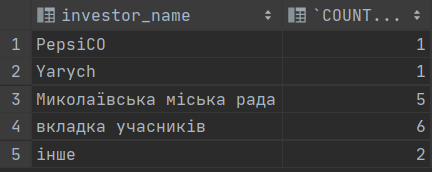 investor_name `COUNT...
1 PepsiCO 1
2 Yarych 1
3 Миколаївська міська рада 5
4 вкладка учасників 6
5 інше 2